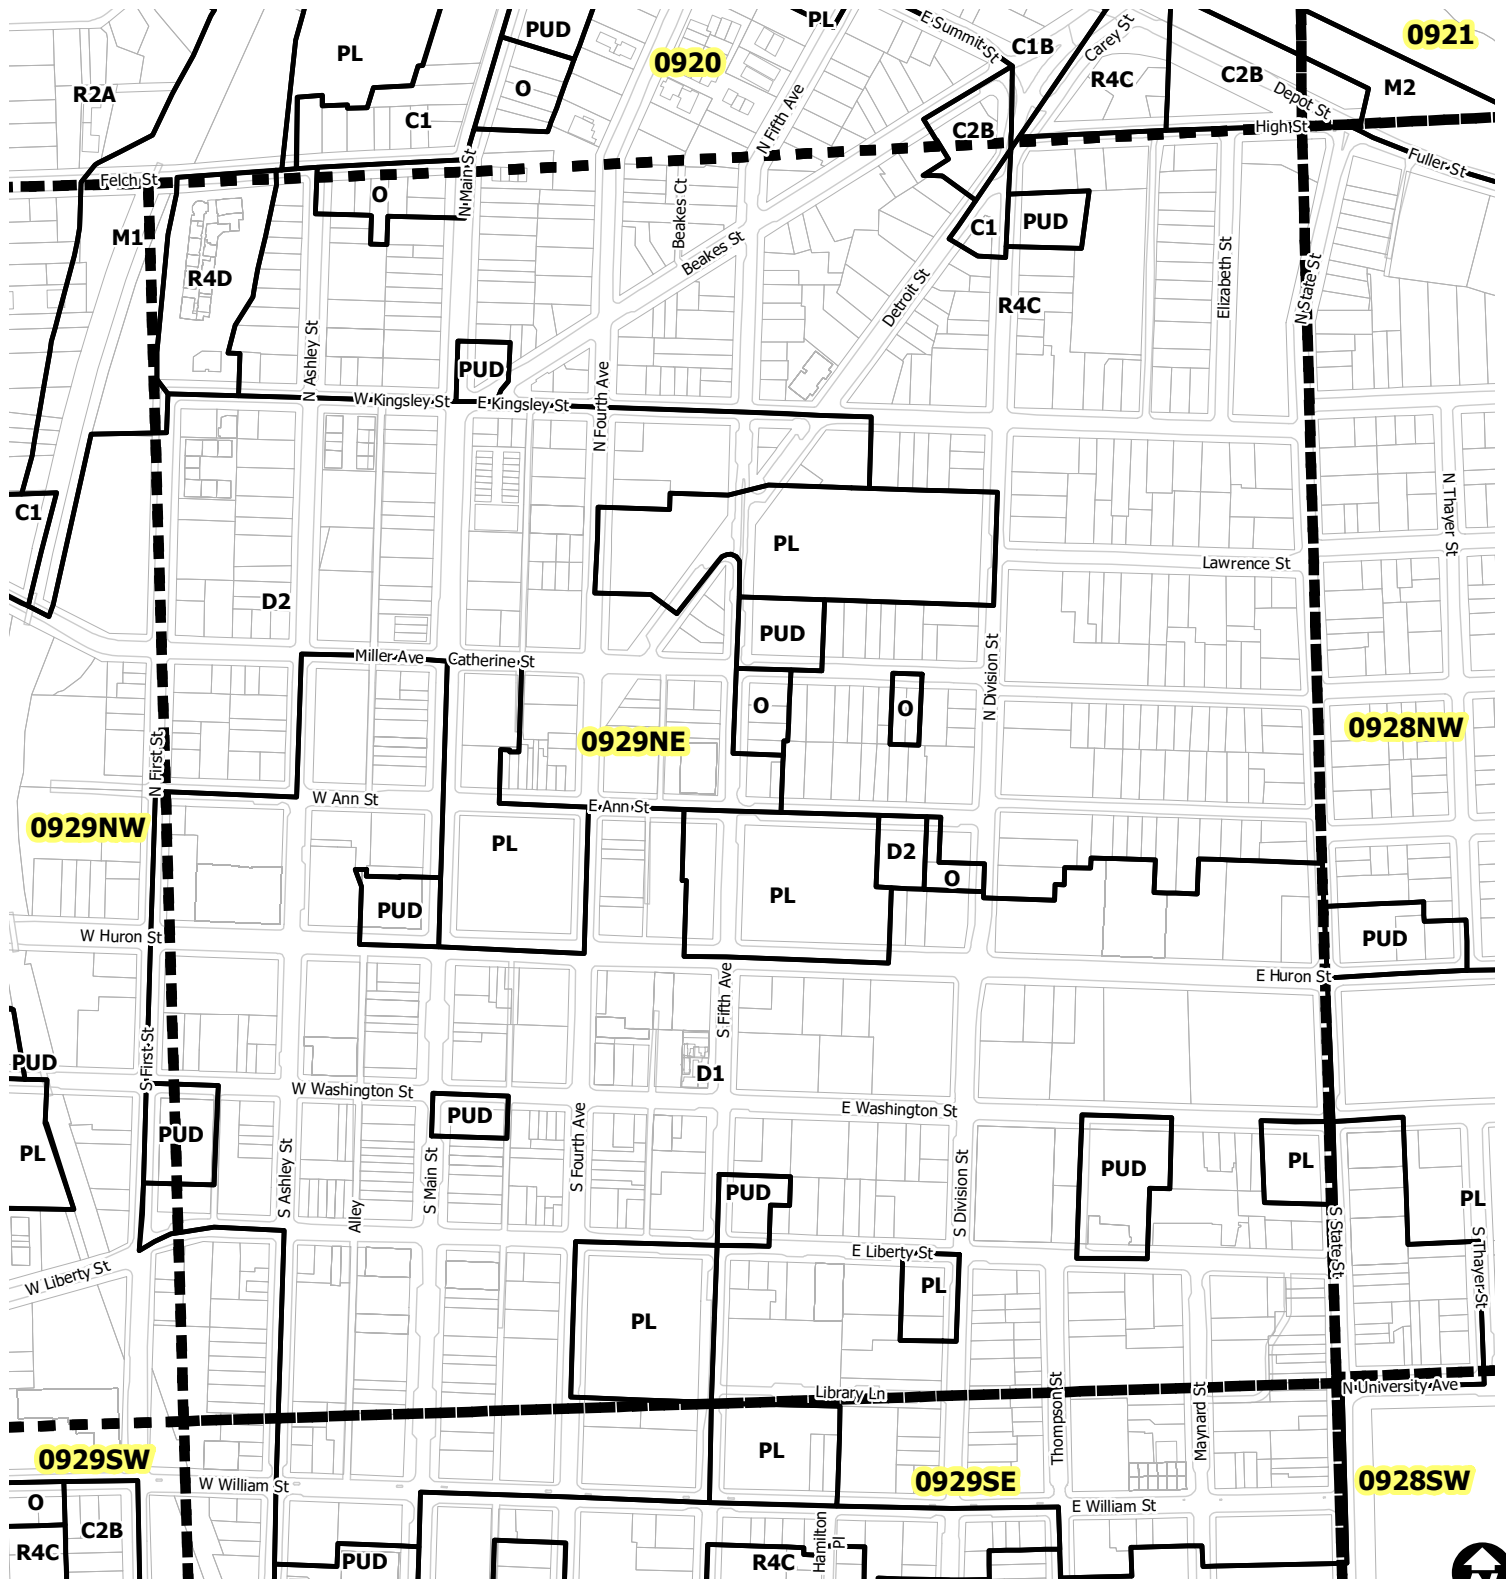 PL
PUD
0920
E Summit St
C1B
Carey St
0921
PL
R2A
O
C1
N Fifth Ave
R4C
C2B
M2
Depot St
High St
C2B
Fuller St
Felch St
N Main St
O
Beakes Ct
M1
C1
PUD
R4D
Beakes St
Elizabeth St
N State St
Detroit St
R4C
N Ashley St
PUD
W Kingsley St
E Kingsley St
N Fourth Ave
C1
PL
N Thayer St
Lawrence St
D2
PUD
Miller Ave
Catherine St
N Division St
O
O
0929NE
0928NW
N First St
W Ann St
E Ann St
0929NW
PL
D2
O
PL
PUD
W Huron St
PUD
E Huron St
S Fifth Ave
S First St
PUD
D1
W Washington St
PUD
E Washington St
PUD
PL
S Ashley St
Alley
S Main St
S Fourth Ave
PUD
S Division St
PUD
PL
PL
S State St
S Thayer St
W Liberty St
E Liberty St
PL
PL
Library Ln
Thompson St
Maynard St
N University Ave
0929SW
PL
0929SE
0928SW
W William St
E William St
O
C2B
R4C
PUD
R4C
Hamilton
Pl